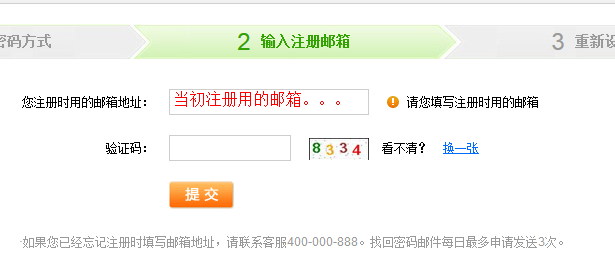 密码方式 2 输入注册邮箱 3 重新设
您注册时用的邮箱地址： 当初注册用的邮箱。。。 请您填写注册时用的邮箱
验证码： 8334 看不清？ 换一张
提 交
如果您已经忘记注册时填写邮箱地址，请联系客服400-000-888。找回密码邮件每日最多申请发送3次。